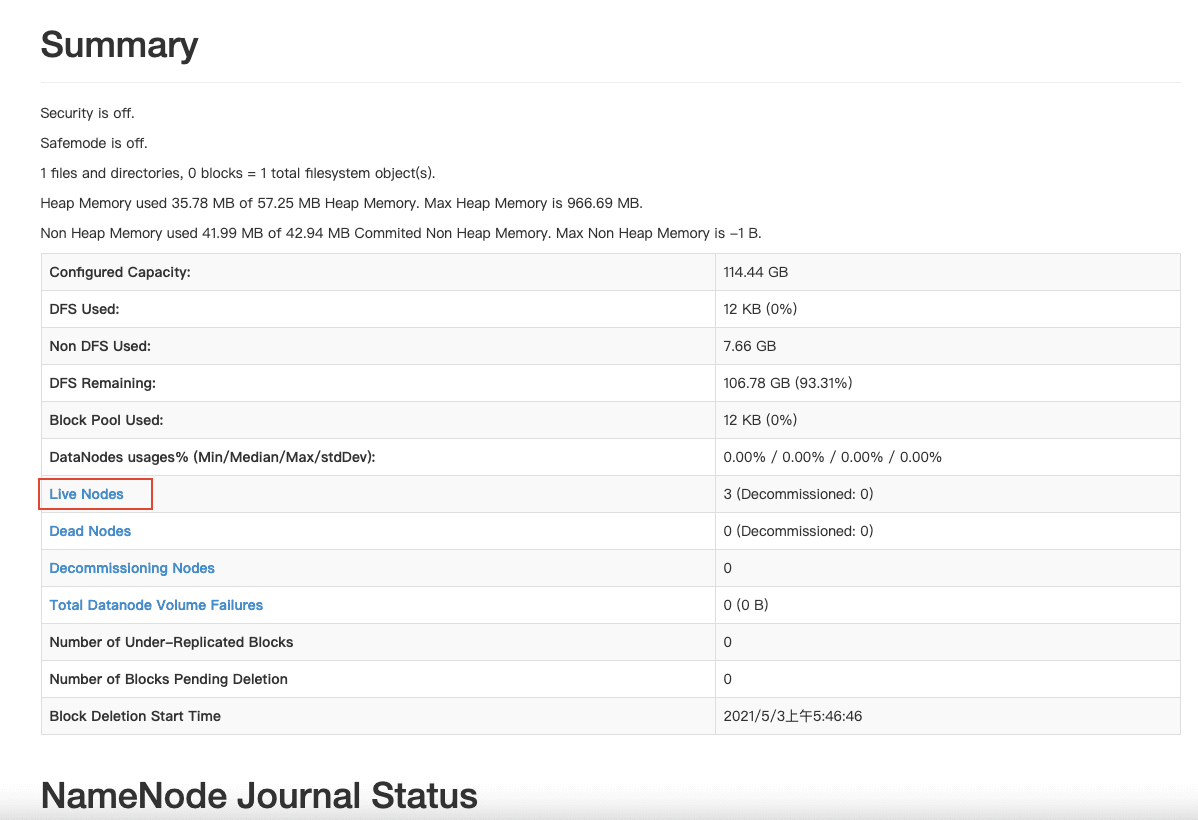 Summary
Security is off.
Safemode is off.
1 files and directories, 0 blocks = 1 total filesystem object(s).
Heap Memory used 35.78 MB of 57.25 MB Heap Memory. Max Heap Memory is 966.69 MB.
Non Heap Memory used 41.99 MB of 42.94 MB Commited Non Heap Memory. Max Non Heap Memory is -1 B.
Configured Capacity: 114.44 GB
DFS Used: 12 KB (0%)
Non DFS Used: 7.66 GB
DFS Remaining: 106.78 GB (93.31%)
Block Pool Used: 12 KB (0%)
DataNodes usages% (Min/Median/Max/stdDev): 0.00% / 0.00% / 0.00% / 0.00%
Live Nodes 3 (Decommissioned: 0)
Dead Nodes 0 (Decommissioned: 0)
Decommissioning Nodes 0
Total Datanode Volume Failures 0 (0 B)
Number of Under-Replicated Blocks 0
Number of Blocks Pending Deletion 0
Block Deletion Start Time 2021/5/3上午5:46:46
NameNode Journal Status